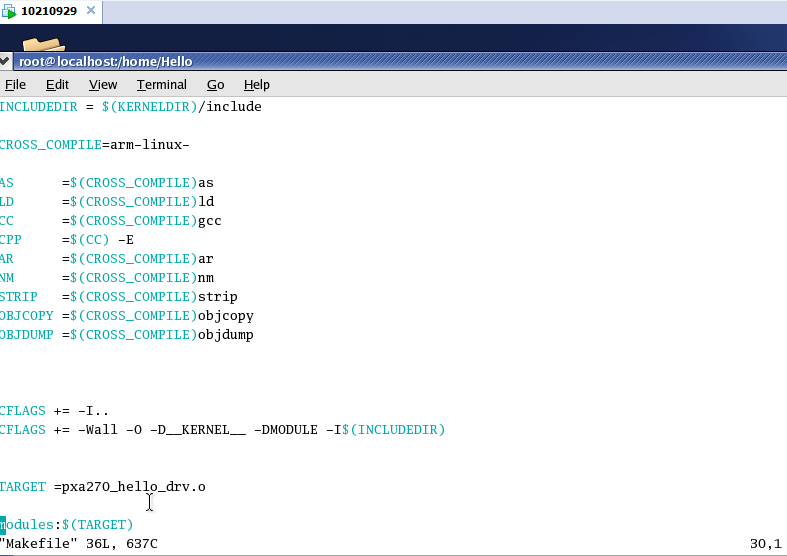 10210929
root@localhost:/home/Hello
File Edit View Terminal Go Help
INCLUDEDIR = $(KERNELDIR)/include
CROSS_COMPILE=arm-linux-
AS =$(CROSS_COMPILE)as
LD =$(CROSS_COMPILE)ld
CC =$(CROSS_COMPILE)gcc
CPP =$(CC) -E
AR =$(CROSS_COMPILE)ar
NM =$(CROSS_COMPILE)nm
STRIP =$(CROSS_COMPILE)strip
OBJCOPY =$(CROSS_COMPILE)objcopy
OBJDUMP =$(CROSS_COMPILE)objdump
CFLAGS += -I..
CFLAGS += -Wall -O -D__KERNEL__ -DMODULE -I$(INCLUDEDIR)
TARGET =pxa270_hello_drv.o
modules:$(TARGET)
"Makefile" 36L, 637C 30,1